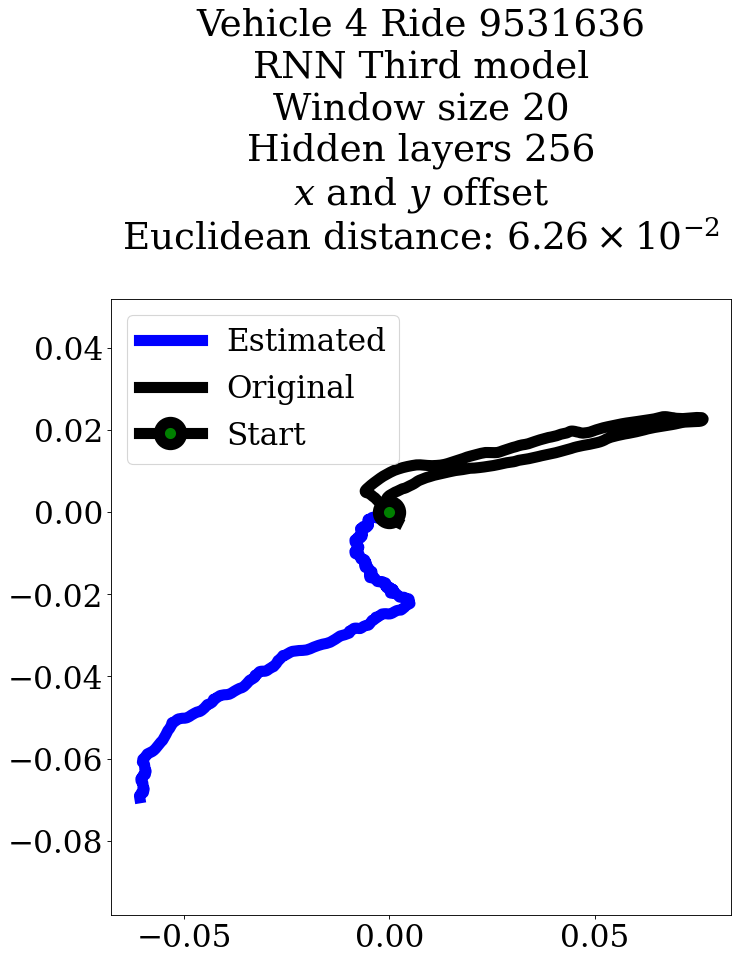 Vehicle 4 Ride 9531636
RNN Third model
Window size 20
Hidden layers 256
x and y offset
Euclidean distance: 6.26 × 10⁻²
Estimated
Original
Start
0.04
0.02
0.00
−0.02
−0.04
−0.06
−0.08
−0.05 0.00 0.05